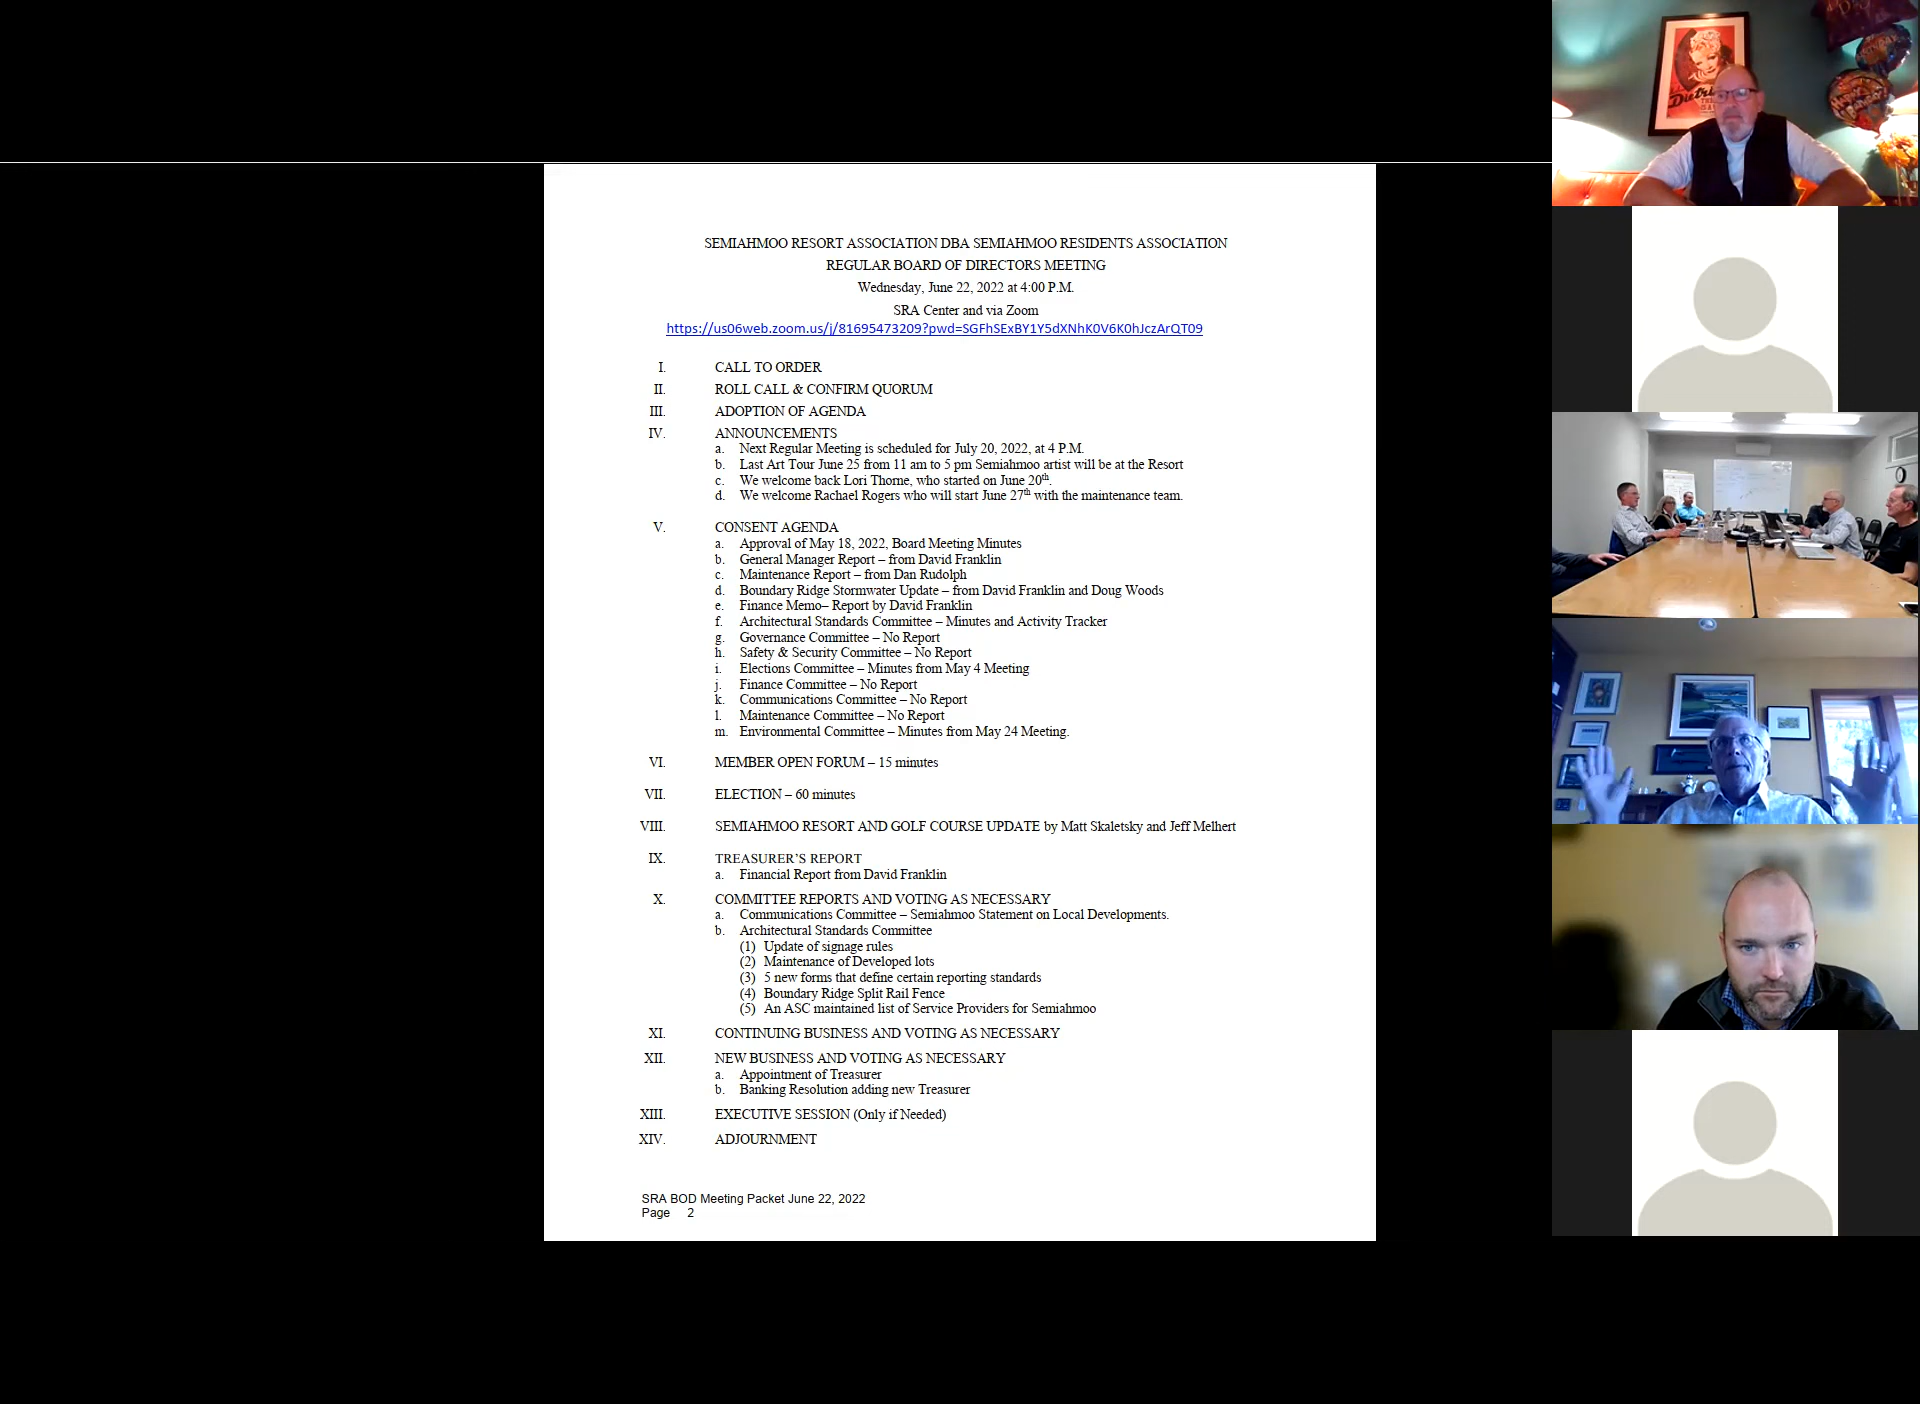 SEMIAHMOO RESORT ASSOCIATION DBA SEMIAHMOO RESIDENTS ASSOCIATION
REGULAR BOARD OF DIRECTORS MEETING
Wednesday, June 22, 2022 at 4:00 P.M.
SRA Center and via Zoom
https://us06web.zoom.us/j/81695473209?pwd=SGFhSExBY1Y5dXNhK0V6K0hJczArQT09
I. CALL TO ORDER
II. ROLL CALL & CONFIRM QUORUM
III. ADOPTION OF AGENDA
IV. ANNOUNCEMENTS
a. Next Regular Meeting is scheduled for July 20, 2022, at 4 P.M.
b. Last Art Tour June 25 from 11 am to 5 pm Semiahmoo artist will be at the Resort
c. We welcome back Lori Thorne, who started on June 20th.
d. We welcome Rachael Rogers who will start June 27th with the maintenance team.
V. CONSENT AGENDA
a. Approval of May 18, 2022, Board Meeting Minutes
b. General Manager Report – from David Franklin
c. Maintenance Report – from Dan Rudolph
d. Boundary Ridge Stormwater Update – from David Franklin and Doug Woods
e. Finance Memo– Report by David Franklin
f. Architectural Standards Committee – Minutes and Activity Tracker
g. Governance Committee – No Report
h. Safety & Security Committee – No Report
i. Elections Committee – Minutes from May 4 Meeting
j. Finance Committee – No Report
k. Communications Committee – No Report
l. Maintenance Committee – No Report
m. Environmental Committee – Minutes from May 24 Meeting.
VI. MEMBER OPEN FORUM – 15 minutes
VII. ELECTION – 60 minutes
VIII. SEMIAHMOO RESORT AND GOLF COURSE UPDATE by Matt Skaletsky and Jeff Melhert
IX. TREASURER'S REPORT
a. Financial Report from David Franklin
X. COMMITTEE REPORTS AND VOTING AS NECESSARY
a. Communications Committee – Semiahmoo Statement on Local Developments.
b. Architectural Standards Committee
(1) Update of signage rules
(2) Maintenance of Developed lots
(3) 5 new forms that define certain reporting standards
(4) Boundary Ridge Split Rail Fence
(5) An ASC maintained list of Service Providers for Semiahmoo
XI. CONTINUING BUSINESS AND VOTING AS NECESSARY
XII. NEW BUSINESS AND VOTING AS NECESSARY
a. Appointment of Treasurer
b. Banking Resolution adding new Treasurer
XIII. EXECUTIVE SESSION (Only if Needed)
XIV. ADJOURNMENT
SRA BOD Meeting Packet June 22, 2022
Page 2